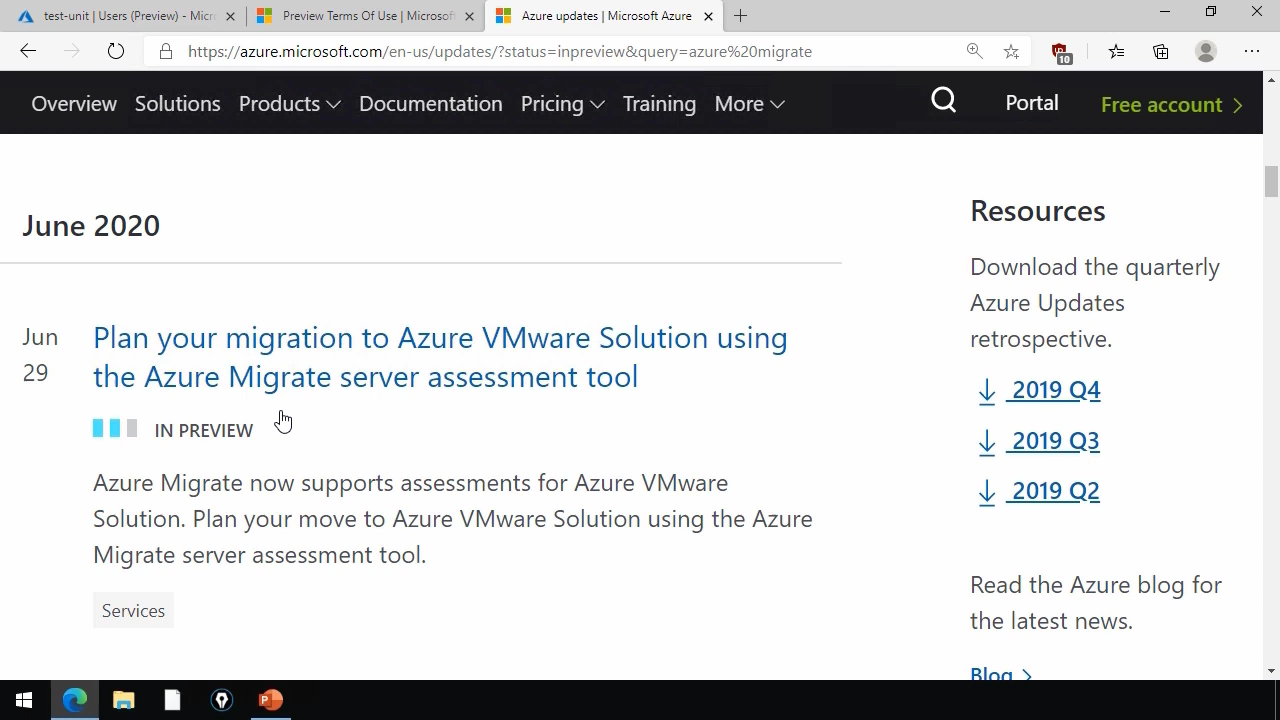 test-unit | Users (Preview) - Micr
Preview Terms Of Use | Microsoft
Azure updates | Microsoft Azure
https://azure.microsoft.com/en-us/updates/?status=inpreview&query=azure%20migrate
10
Overview Solutions Products Documentation Pricing Training More Portal Free account
June 2020
Jun
29
Plan your migration to Azure VMware Solution using
the Azure Migrate server assessment tool
IN PREVIEW
Azure Migrate now supports assessments for Azure VMware
Solution. Plan your move to Azure VMware Solution using the Azure
Migrate server assessment tool.
Services
Resources
Download the quarterly
Azure Updates
retrospective.
2019 Q4
2019 Q3
2019 Q2
Read the Azure blog for
the latest news.
Blog